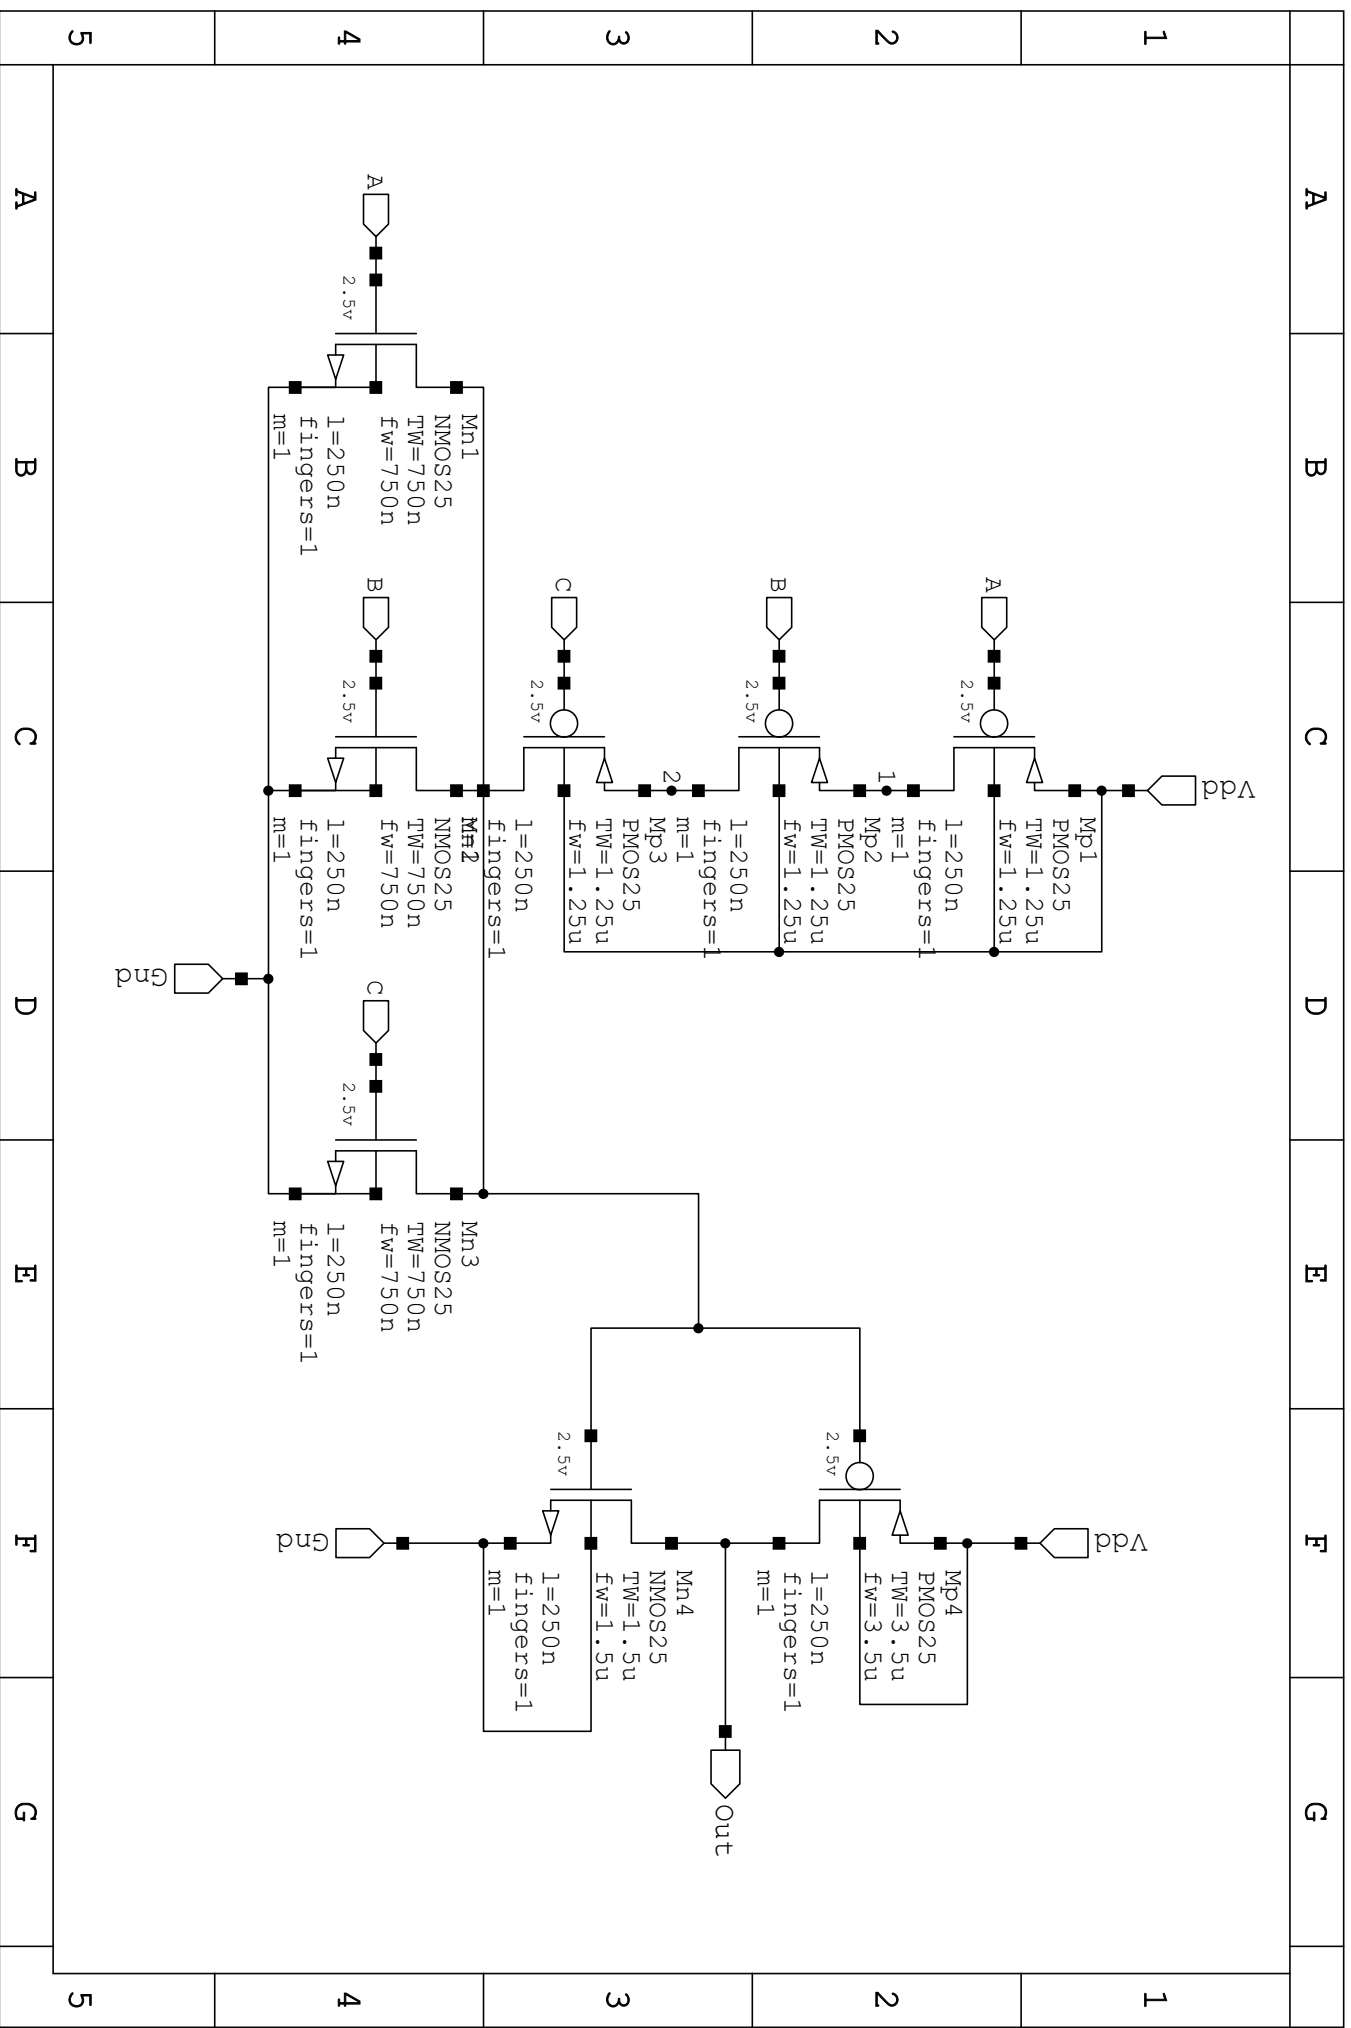 A
B
C
D
E
F
G
1
1
Vdd
A
2.5v
Mp1
PMOS25
TW=1.25u
fw=1.25u
l=250n
fingers=1
m=1
1
Vdd
2.5v
Mp4
PMOS25
TW=3.5u
fw=3.5u
l=250n
fingers=1
m=1
2
2
B
2.5v
Mp2
PMOS25
TW=1.25u
fw=1.25u
l=250n
fingers=1
m=1
2
Out
C
2.5v
Mp3
PMOS25
TW=1.25u
fw=1.25u
l=250n
fingers=1
3
3
2.5v
Mn4
NMOS25
TW=1.5u
fw=1.5u
l=250n
fingers=1
m=1
Gnd
A
2.5v
Mn1
NMOS25
TW=750n
fw=750n
l=250n
fingers=1
m=1
B
2.5v
Mn2
NMOS25
TW=750n
fw=750n
l=250n
fingers=1
m=1
C
2.5v
Mn3
NMOS25
TW=750n
fw=750n
l=250n
fingers=1
m=1
4
4
Gnd
5
5
A
B
C
D
E
F
G